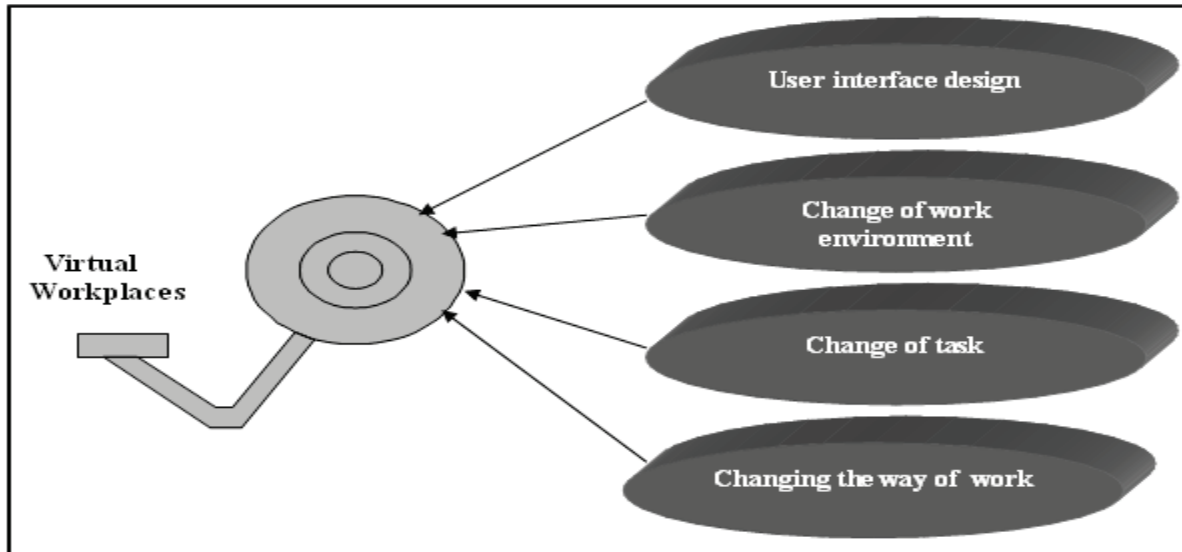 User interface design
Change of work
environment
Virtual
Workplaces
Change of task
Changing the way of work